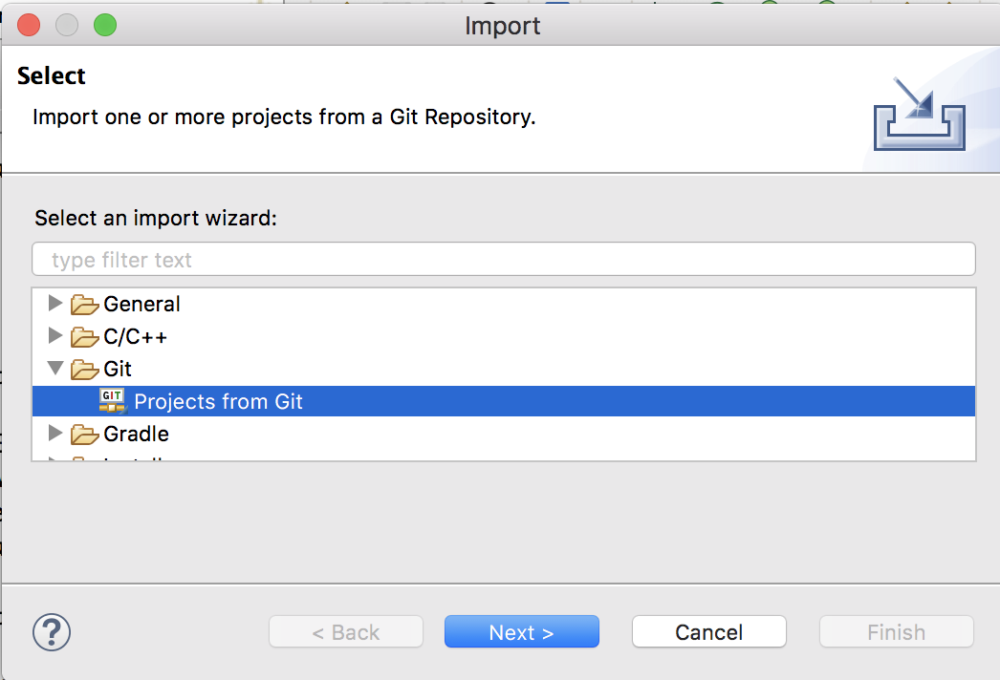 Import
Select
Import one or more projects from a Git Repository.
Select an import wizard:
type filter text
General
C/C++
Git
GIT Projects from Git
Gradle
? < Back Next > Cancel Finish